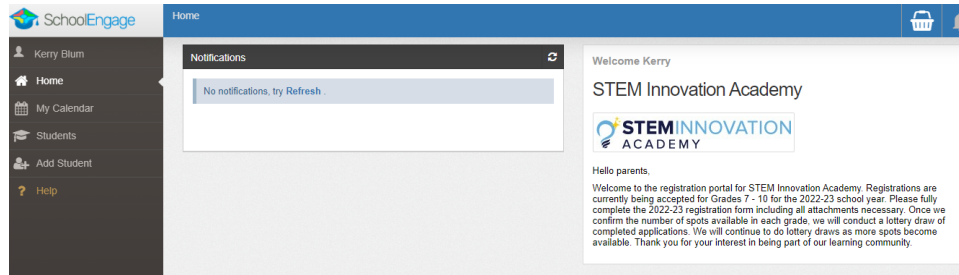 SchoolEngage
Home
Kerry Blum
Home
My Calendar
Students
Add Student
? Help
Notifications
No notifications, try Refresh .
Welcome Kerry
STEM Innovation Academy
STEMINNOVATION
ACADEMY
Hello parents,
Welcome to the registration portal for STEM Innovation Academy. Registrations are
currently being accepted for Grades 7 - 10 for the 2022-23 school year. Please fully
complete the 2022-23 registration form including all attachments necessary. Once we
confirm the number of spots available in each grade, we will conduct a lottery draw of
completed applications. We will continue to do lottery draws as more spots become
available. Thank you for your interest in being part of our learning community.